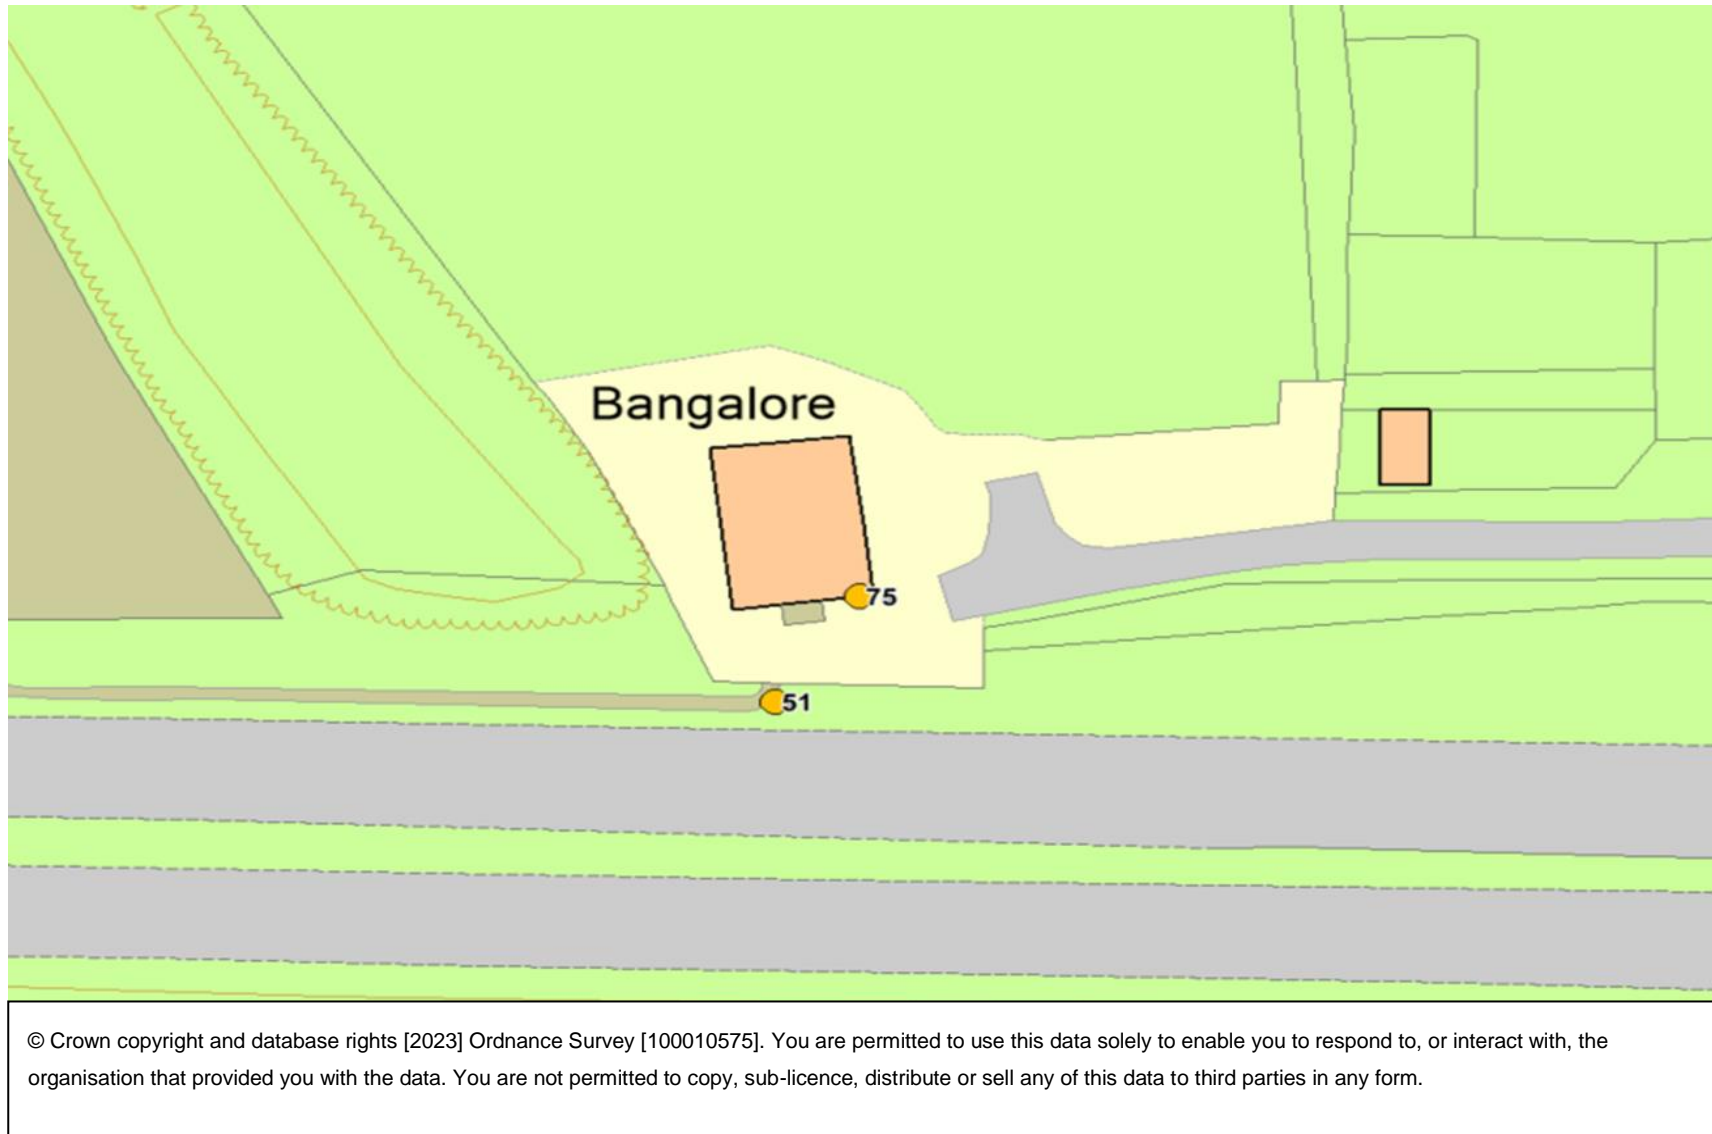 Bangalore
75
51
© Crown copyright and database rights [2023] Ordnance Survey [100010575]. You are permitted to use this data solely to enable you to respond to, or interact with, the
organisation that provided you with the data. You are not permitted to copy, sub-licence, distribute or sell any of this data to third parties in any form.